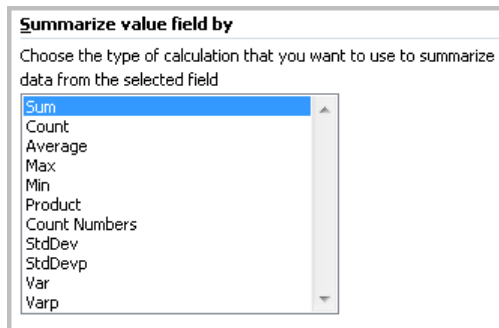 Summarize value field by
Choose the type of calculation that you want to use to summarize
data from the selected field
Sum
Count
Average
Max
Min
Product
Count Numbers
StdDev
StdDevp
Var
Varp